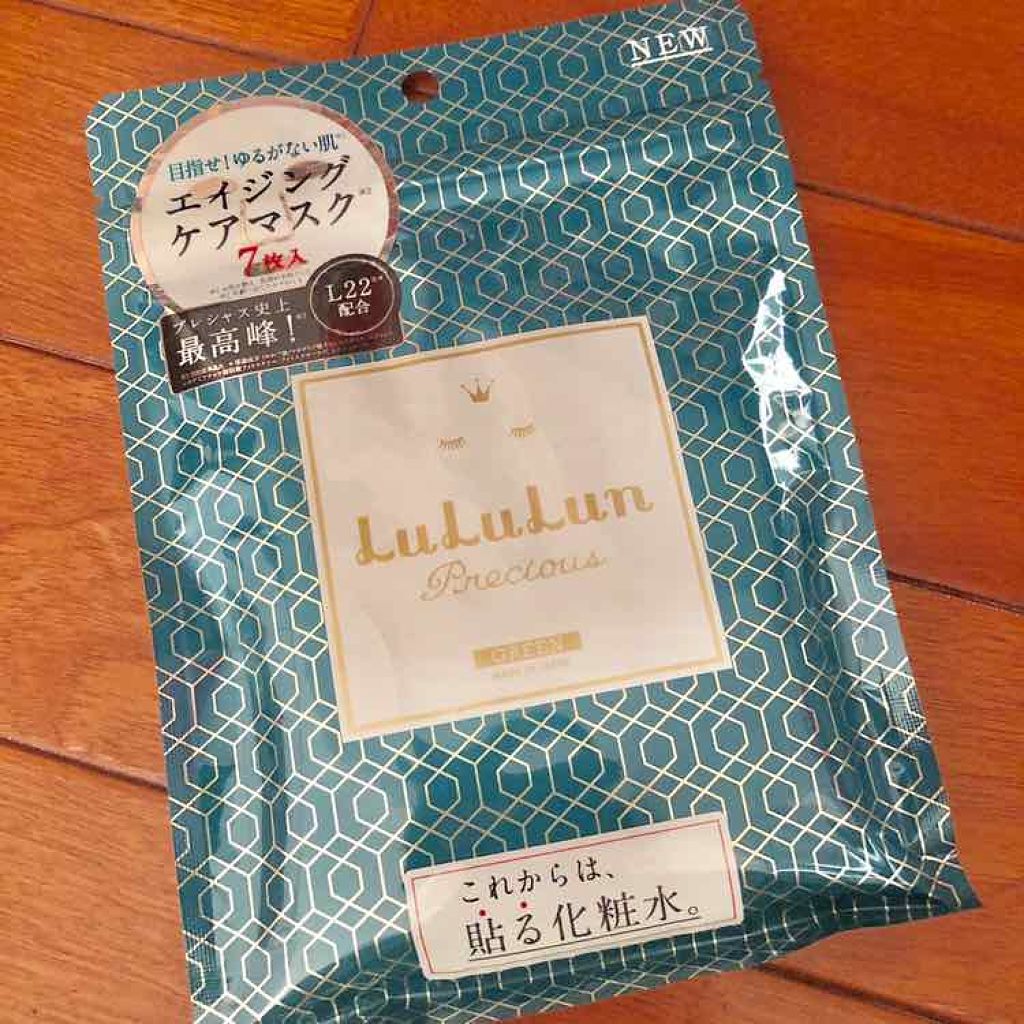 NEW
目指せ!ゆるがない肌
エイジング
ケアマスク
7枚入
L22
配合
プレシャス史上
最高峰!
LuLuLun
Precious
GREEN
MADE IN JAPAN
これからは、
貼る化粧水。